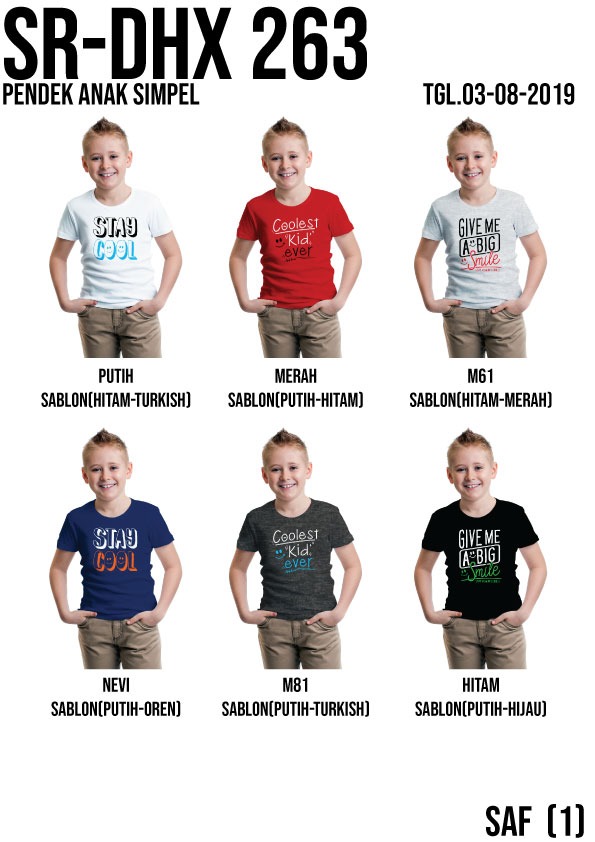 SR-DHX 263
PENDEK ANAK SIMPEL
TGL.03-08-2019
STAY
COOL
Coolest
"Kid"
ever
GIVE ME
A BIG
Smile
PUTIH
SABLON(HITAM-TURKISH)
MERAH
SABLON(PUTIH-HITAM)
M61
SABLON(HITAM-MERAH)
STAY
COOL
Coolest
"Kid"
ever
GIVE ME
A BIG
Smile
NEVI
SABLON(PUTIH-OREN)
M81
SABLON(PUTIH-TURKISH)
HITAM
SABLON(PUTIH-HIJAU)
SAF (1)